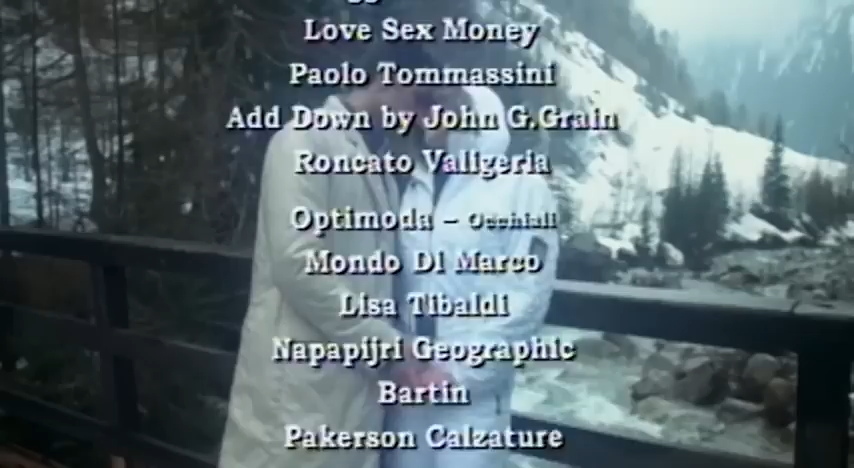 Love Sex Money
Paolo Tommassini
Add Down by John G.Grain
Roncato Valigeria
Optimoda – Occhiali
Mondo Di Marco
Lisa Tibaldi
Napapijri Geographic
Bartin
Pakerson Calzature